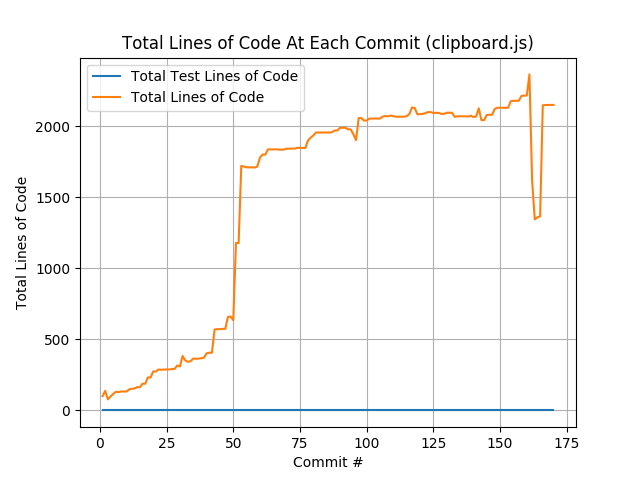 Total Lines of Code At Each Commit (clipboard.js)
Total Test Lines of Code
Total Lines of Code
Total Lines of Code
2000
1500
1000
500
0
0 25 50 75 100 125 150 175
Commit #